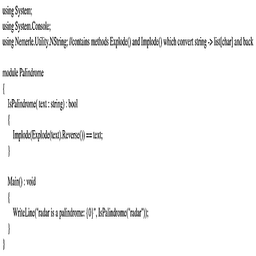 using System;
using System.Console;
using Nemerle.Utility.NString; //contains methods Explode() and Implode() which convert string -> list[char] and back

module Palindrome
{
    IsPalindrome( text : string) : bool
    {
        Implode(Explode(text).Reverse()) == text;
    }

    Main() : void
    {
        WriteLine("radar is a palindrome: {0}", IsPalindrome("radar"));
    }
}